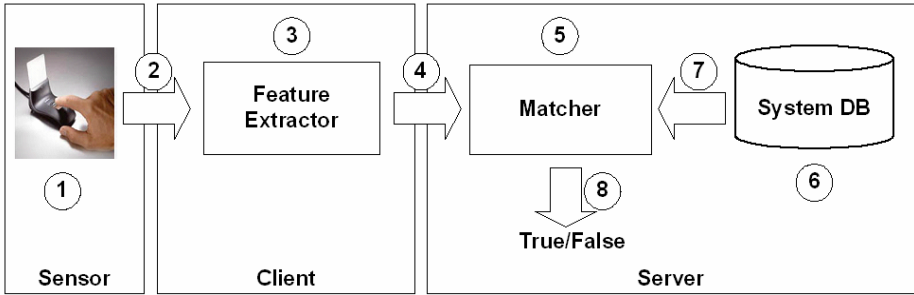 3
5
2
4
7
Feature
Extractor
Matcher
System DB
1
8
6
True/False
Sensor
Client
Server